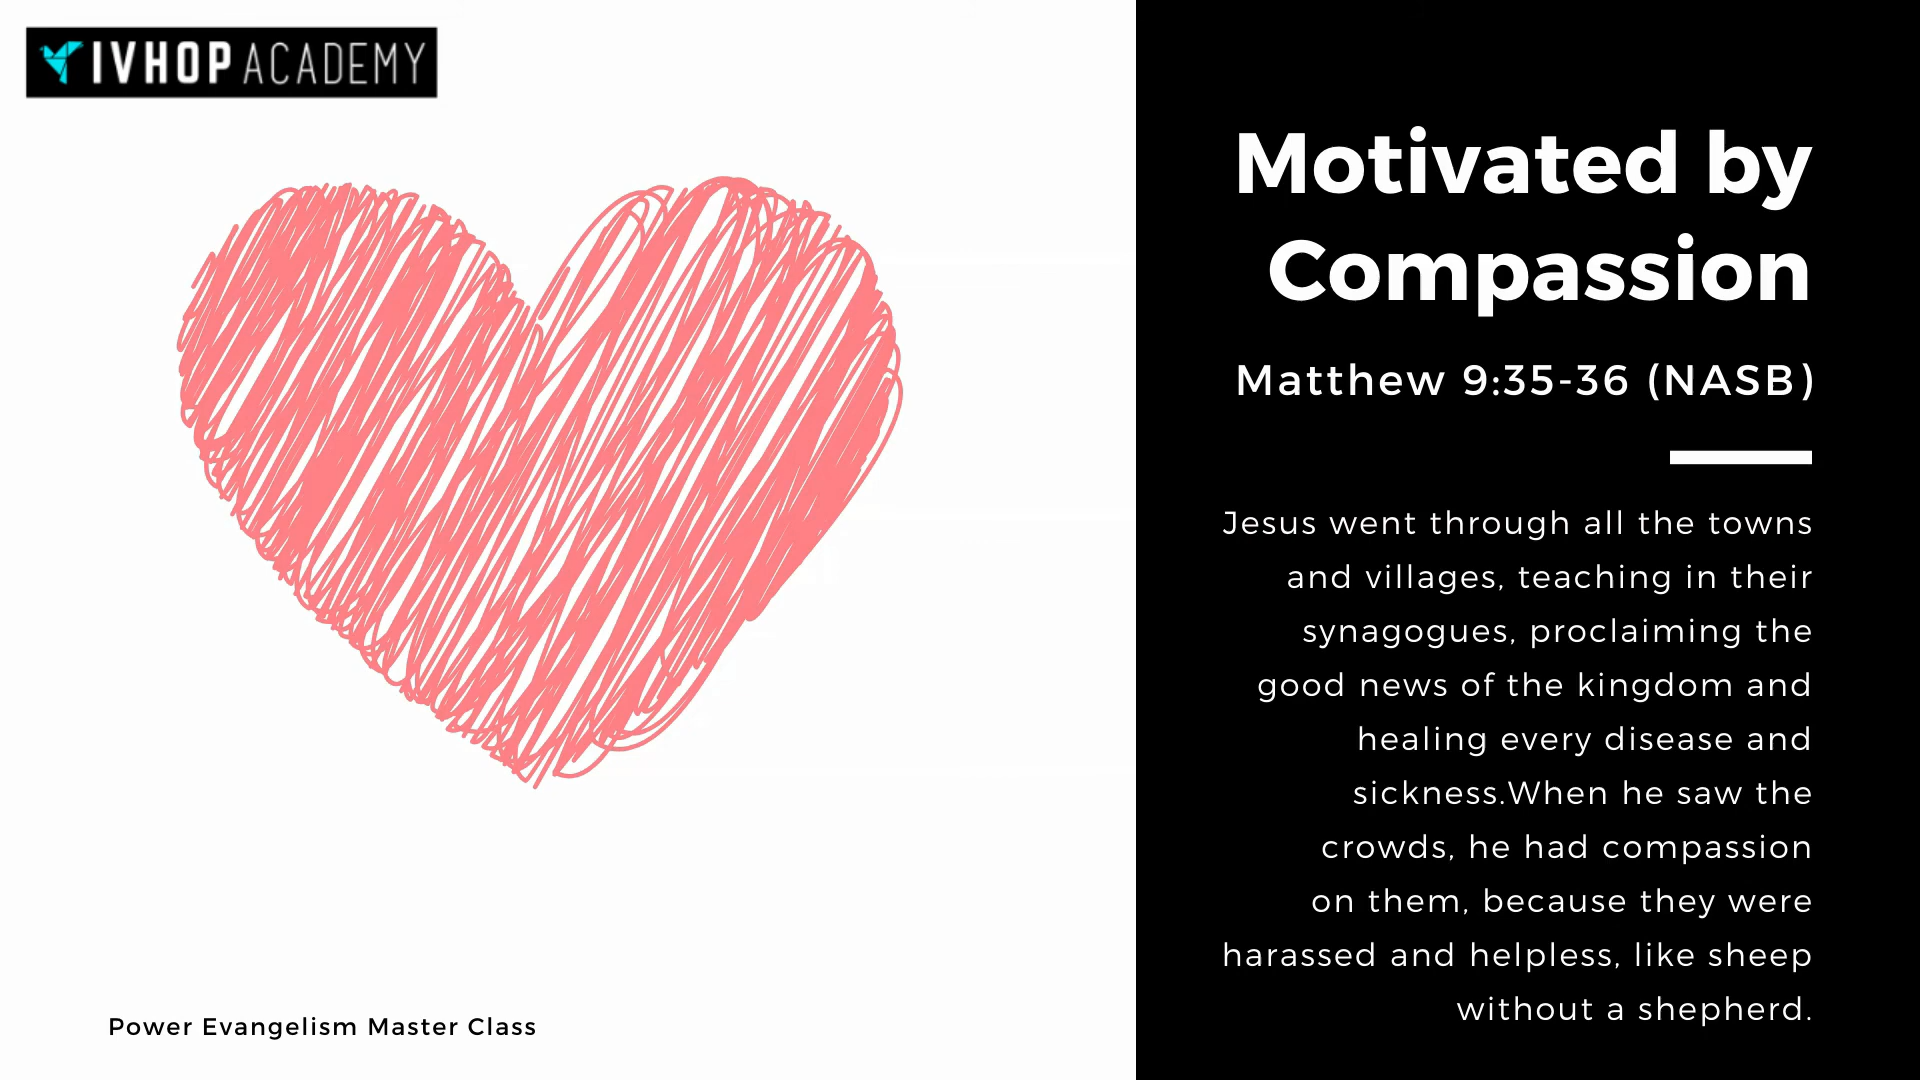 IVHOP ACADEMY
Motivated by
Compassion
Matthew 9:35-36 (NASB)
Jesus went through all the towns
and villages, teaching in their
synagogues, proclaiming the
good news of the kingdom and
healing every disease and
sickness.When he saw the
crowds, he had compassion
on them, because they were
harassed and helpless, like sheep
without a shepherd.
Power Evangelism Master Class